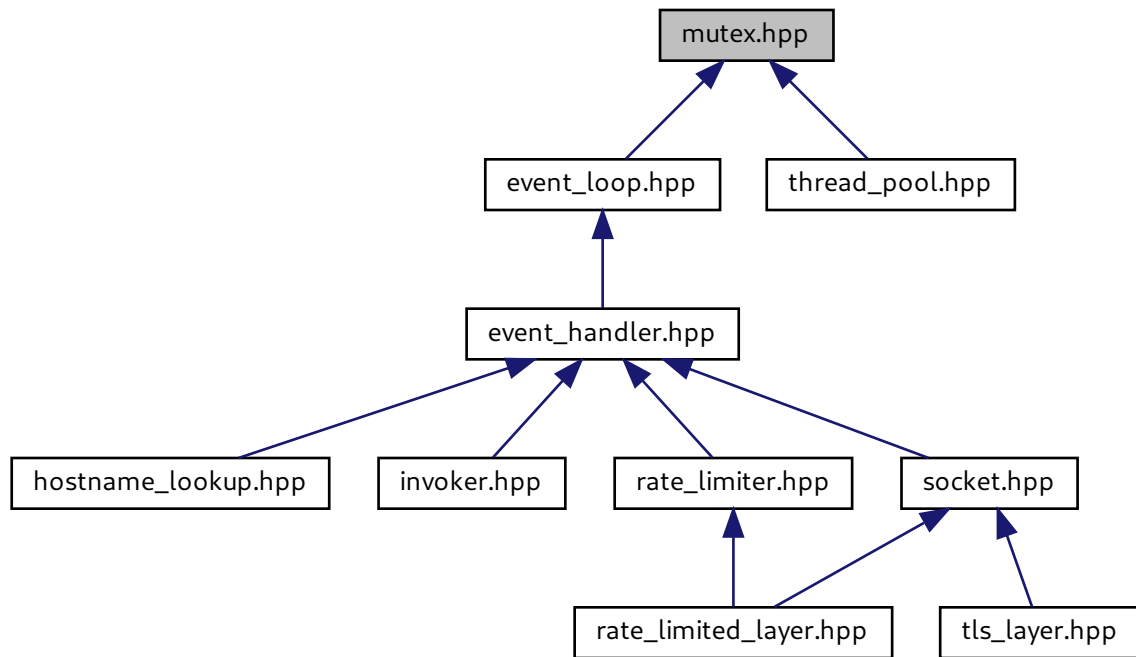 mutex.hpp
event_loop.hpp
thread_pool.hpp
event_handler.hpp
hostname_lookup.hpp
invoker.hpp
rate_limiter.hpp
socket.hpp
rate_limited_layer.hpp
tls_layer.hpp